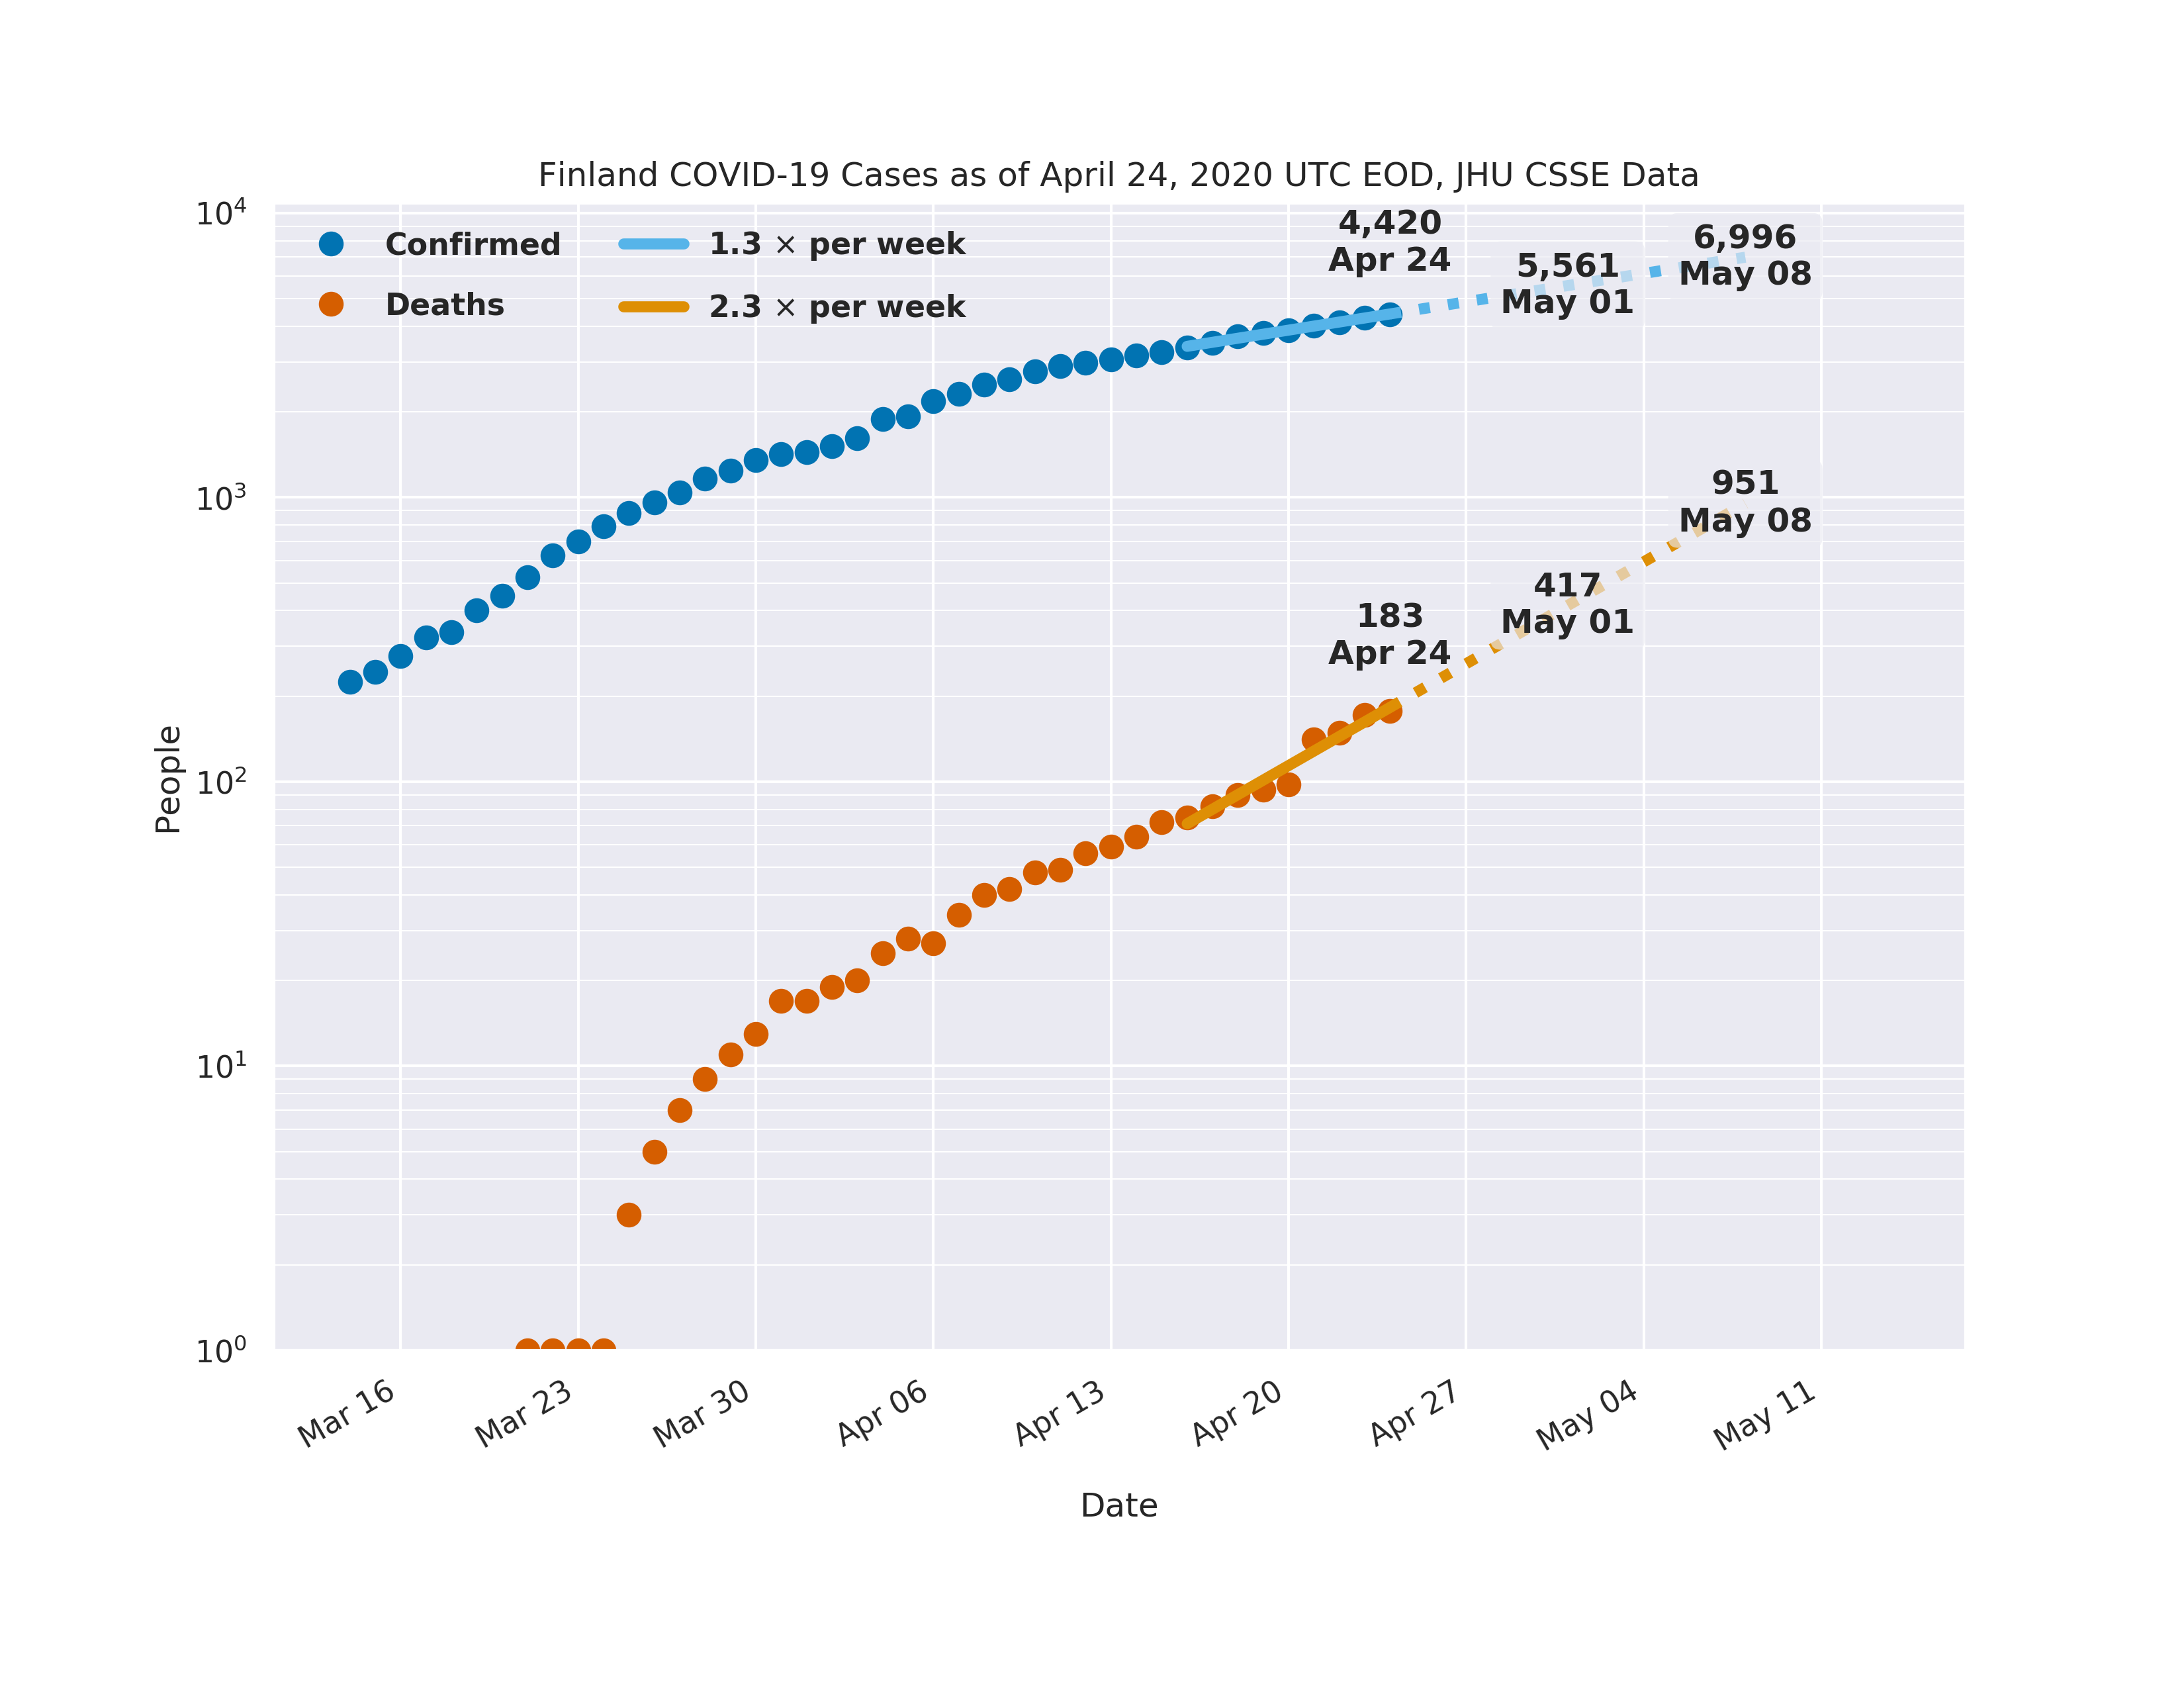 Finland COVID-19 Cases as of April 24, 2020 UTC EOD, JHU CSSE Data
Confirmed
Deaths
1.3 × per week
2.3 × per week
4,420
Apr 24
5,561
May 01
6,996
May 08
951
May 08
417
May 01
183
Apr 24
People
10⁴
10³
10²
10¹
10⁰
Mar 16
Mar 23
Mar 30
Apr 06
Apr 13
Apr 20
Apr 27
May 04
May 11
Date